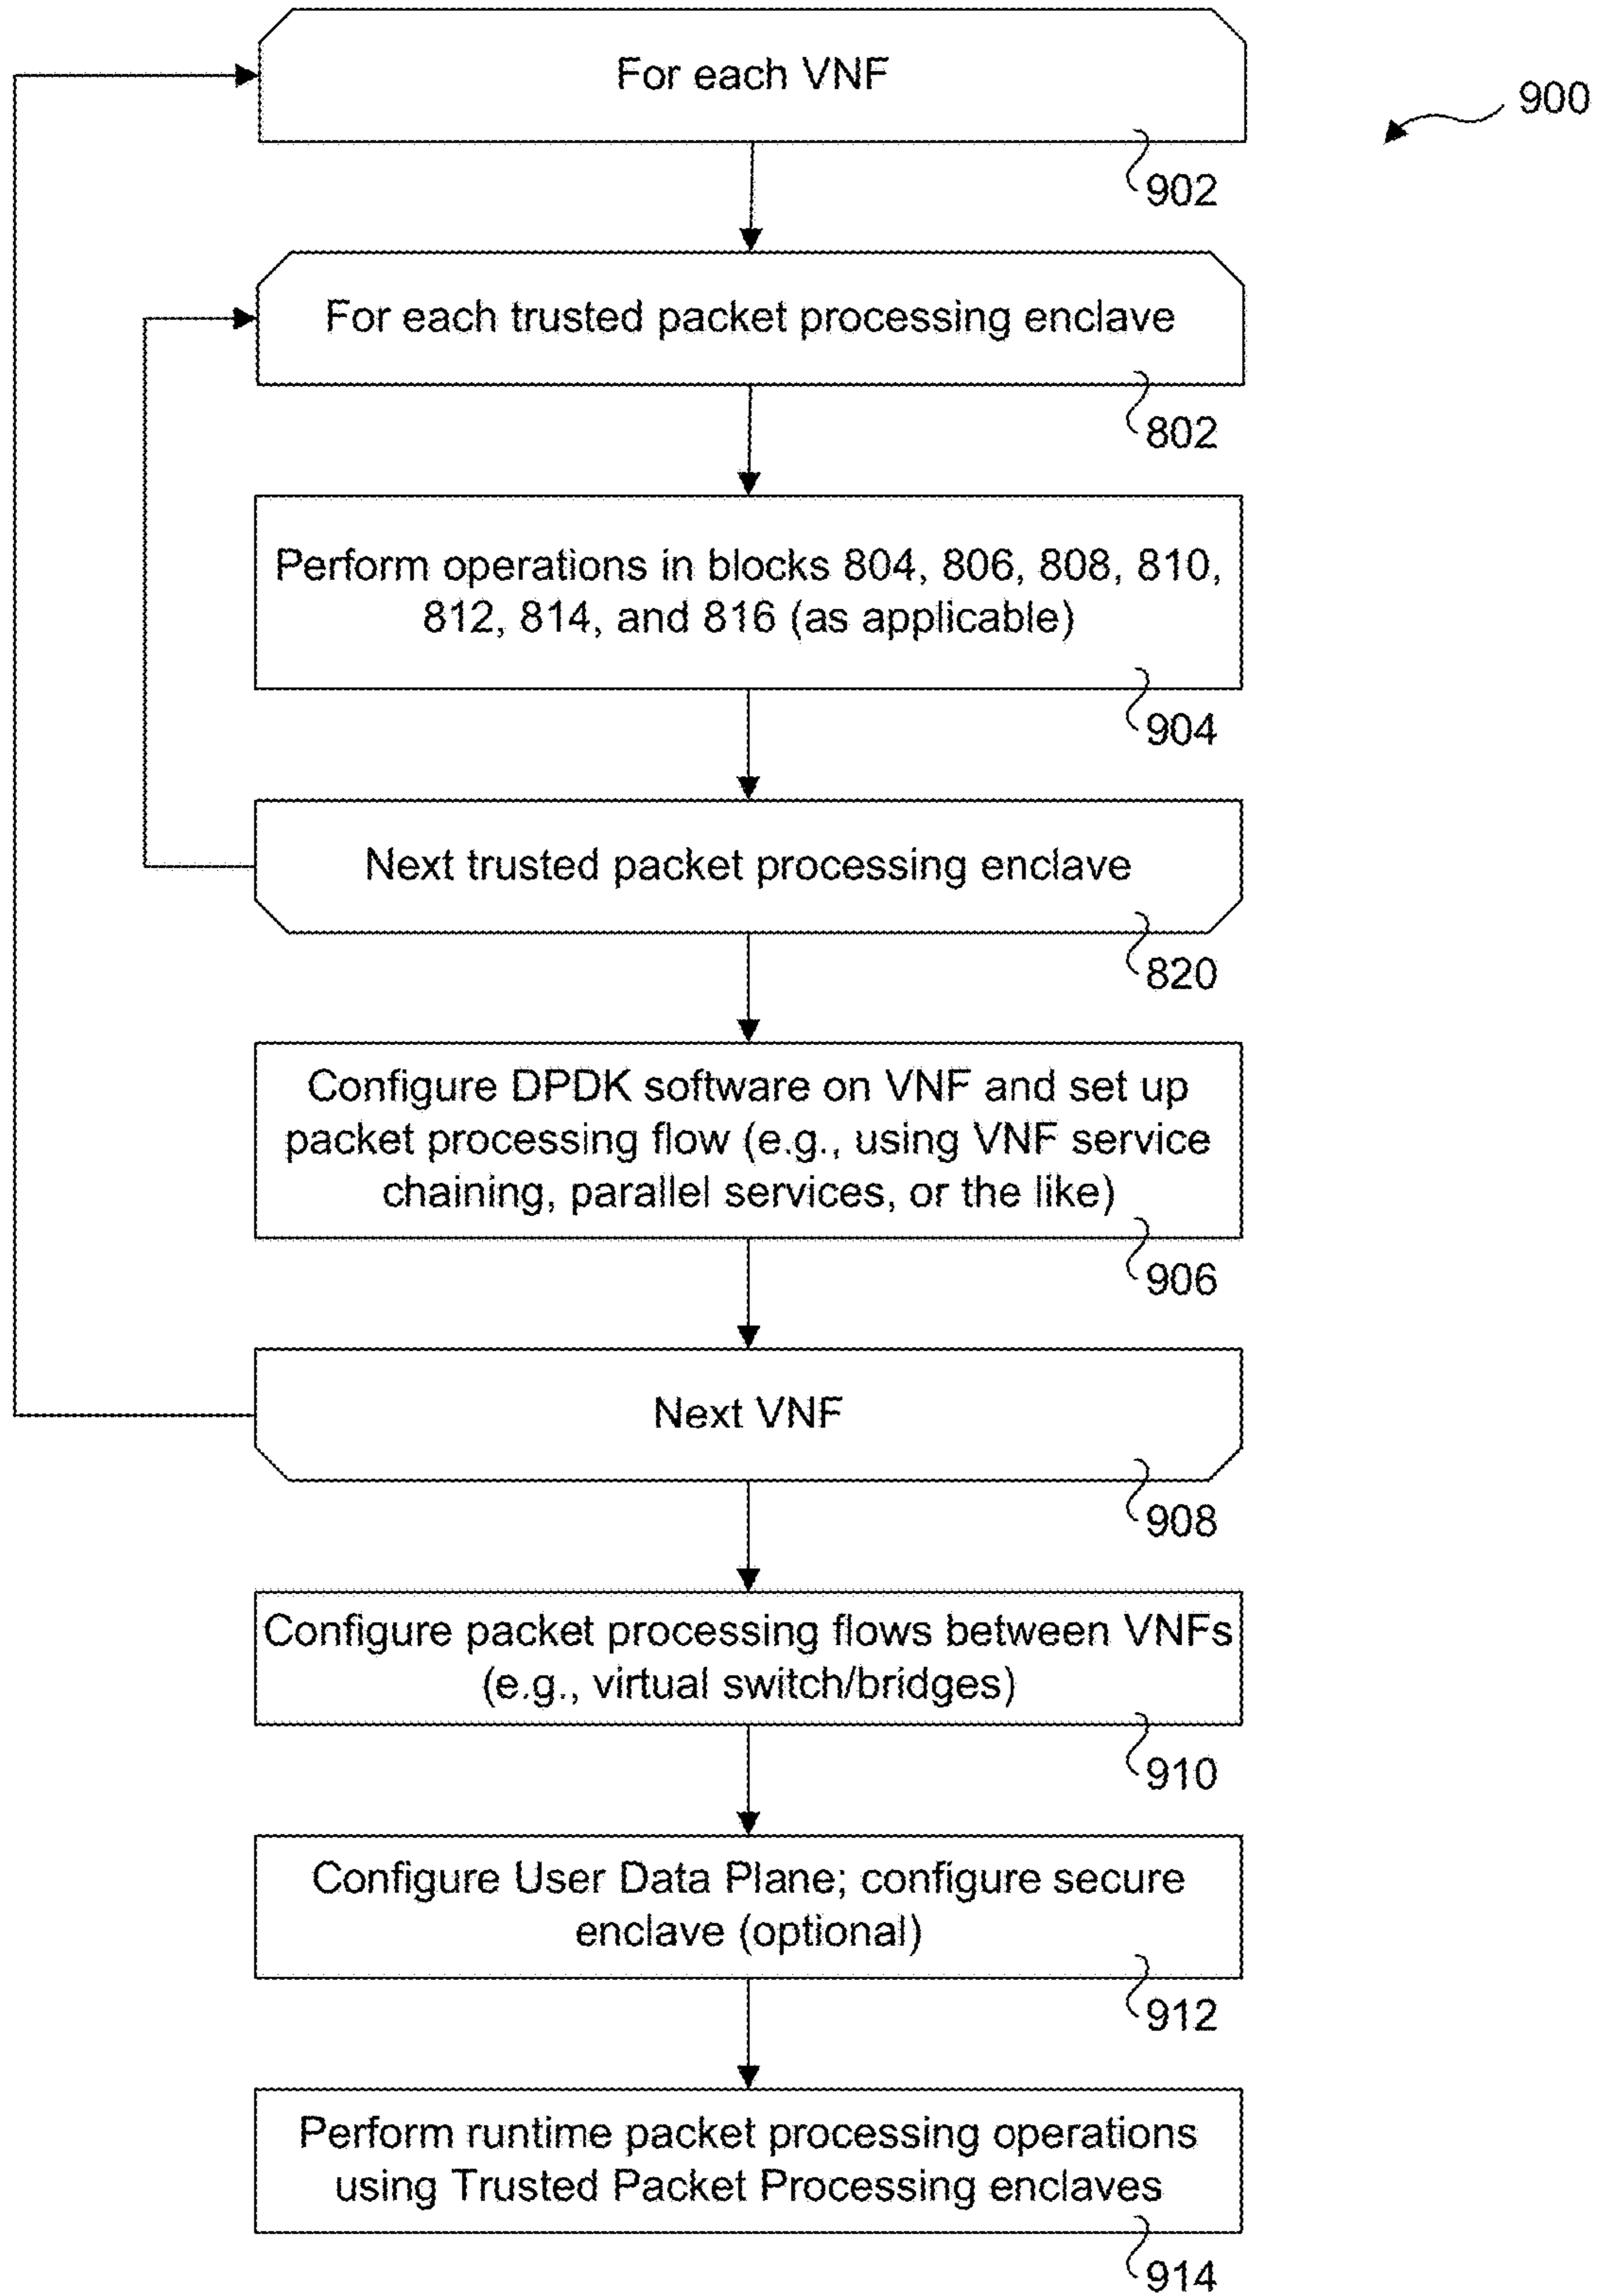 For each VNF
900
902
For each trusted packet processing enclave
802
Perform operations in blocks 804, 806, 808, 810,
812, 814, and 816 (as applicable)
904
Next trusted packet processing enclave
820
Configure DPDK software on VNF and set up
packet processing flow (e.g., using VNF service
chaining, parallel services, or the like)
906
Next VNF
908
Configure packet processing flows between VNFs
(e.g., virtual switch/bridges)
910
Configure User Data Plane; configure secure
enclave (optional)
912
Perform runtime packet processing operations
using Trusted Packet Processing enclaves
914